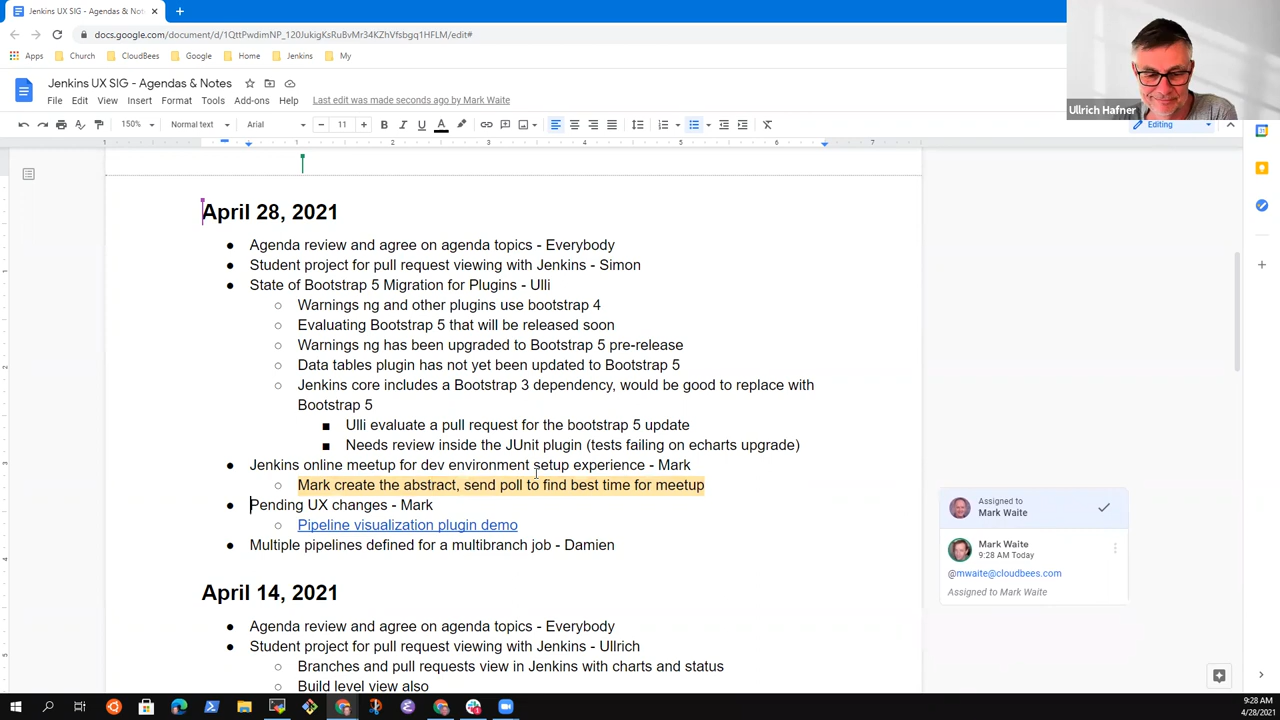 Jenkins UX SIG - Agendas & Not
docs.google.com/document/d/1QttPwdimNP_120JukigKsRuBvMr34KZhVfsbgq1HFLM/edit#
Apps Church CloudBees Google Home Jenkins My
Ullrich Hafner
Jenkins UX SIG - Agendas & Notes
File Edit View Insert Format Tools Add-ons Help Last edit was made seconds ago by Mark Waite
150% Normal text Arial 11 Editing
1 1 2 3 4 5 6 7
April 28, 2021
Agenda review and agree on agenda topics - Everybody
Student project for pull request viewing with Jenkins - Simon
State of Bootstrap 5 Migration for Plugins - Ulli
Warnings ng and other plugins use bootstrap 4
Evaluating Bootstrap 5 that will be released soon
Warnings ng has been upgraded to Bootstrap 5 pre-release
Data tables plugin has not yet been updated to Bootstrap 5
Jenkins core includes a Bootstrap 3 dependency, would be good to replace with
Bootstrap 5
Ulli evaluate a pull request for the bootstrap 5 update
Needs review inside the JUnit plugin (tests failing on echarts upgrade)
Jenkins online meetup for dev environment setup experience - Mark
Mark create the abstract, send poll to find best time for meetup
Pending UX changes - Mark
Pipeline visualization plugin demo
Multiple pipelines defined for a multibranch job - Damien
Assigned to
Mark Waite
Mark Waite
9:28 AM Today
@mwaite@cloudbees.com
Assigned to Mark Waite
April 14, 2021
Agenda review and agree on agenda topics - Everybody
Student project for pull request viewing with Jenkins - Ullrich
Branches and pull requests view in Jenkins with charts and status
Build level view also
9:28 AM
4/28/2021